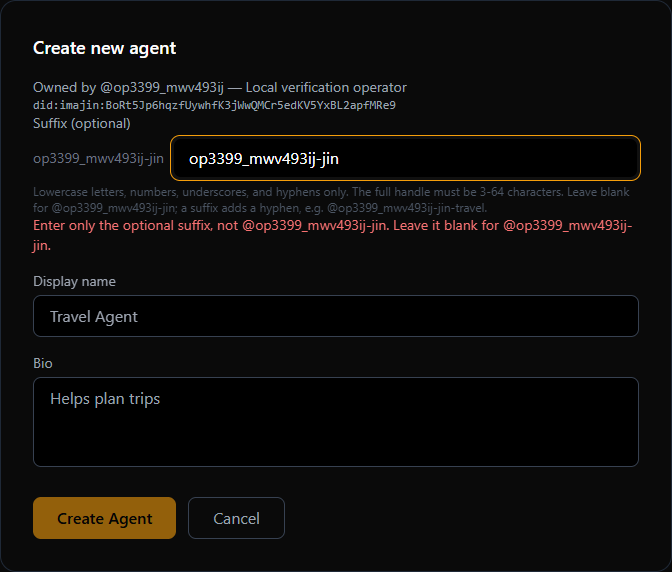 Create new agent
Owned by @op3399_mwv493ij — Local verification operator
did:imajin:BoRt5Jp6hqzfUywhfK3jWwQMCr5edKV5YxBL2apfMRe9
Suffix (optional)
op3399_mwv493ij-jin op3399_mwv493ij-jin
Lowercase letters, numbers, underscores, and hyphens only. The full handle must be 3-64 characters. Leave blank
for @op3399_mwv493ij-jin; a suffix adds a hyphen, e.g. @op3399_mwv493ij-jin-travel.
Enter only the optional suffix, not @op3399_mwv493ij-jin. Leave it blank for @op3399_mwv493ij-
jin.
Display name
Travel Agent
Bio
Helps plan trips
Create Agent Cancel